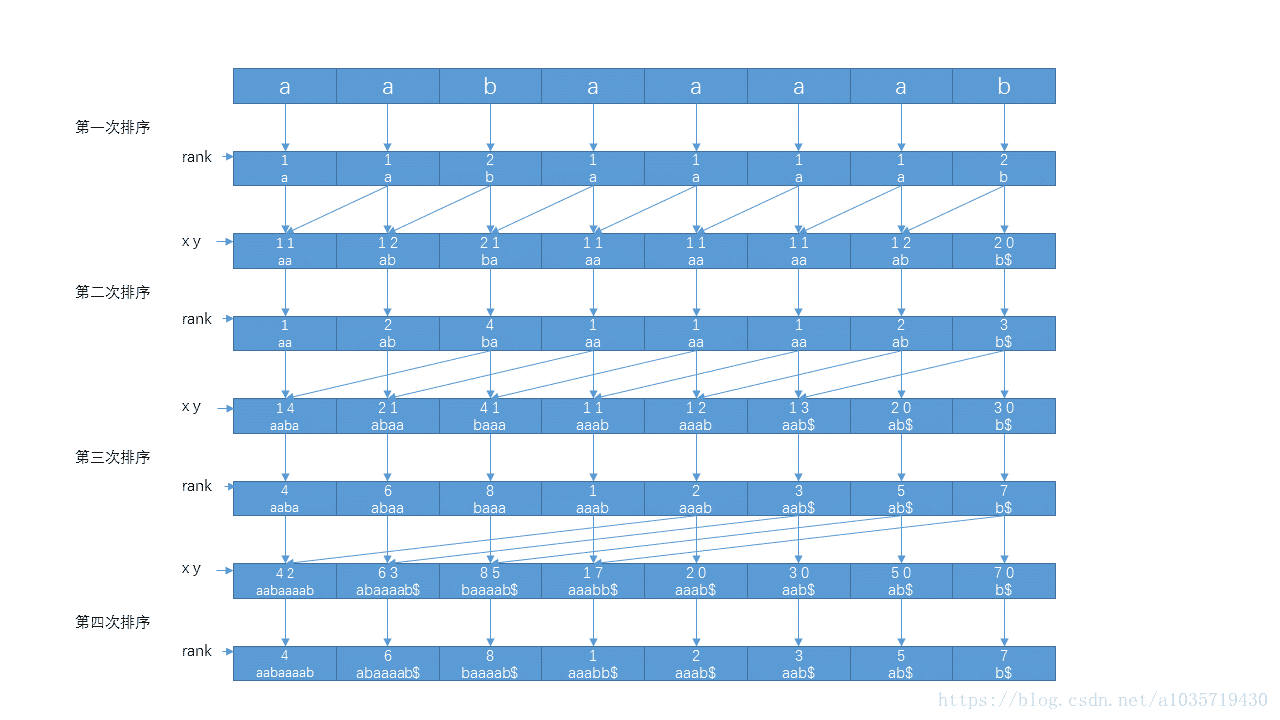 a a b a a a a b
第一次排序
rank 1 1 2 1 1 1 1 2
a a b a a a a b
x y 1 1 1 2 2 1 1 1 1 1 1 1 1 2 2 0
aa ab ba aa aa aa ab b$
第二次排序
rank 1 2 4 1 1 1 2 3
aa ab ba aa aa aa ab b$
x y 1 4 2 1 4 1 1 1 1 2 1 3 2 0 3 0
aaba abaa baaa aaab aaab aab$ ab$ b$
第三次排序
rank 4 6 8 1 2 3 5 7
aaba abaa baaa aaab aaab aab$ ab$ b$
x y 4 2 6 3 8 5 1 7 2 0 3 0 5 0 7 0
aabaaaab abaaaab$ baaaab$ aaabb$ aaab$ aab$ ab$ b$
第四次排序
rank 4 6 8 1 2 3 5 7
aabaaaab abaaaab$ baaaab$ aaabb$ aaab$ aab$ ab$ b$
https://blog.csdn.net/a1035719430